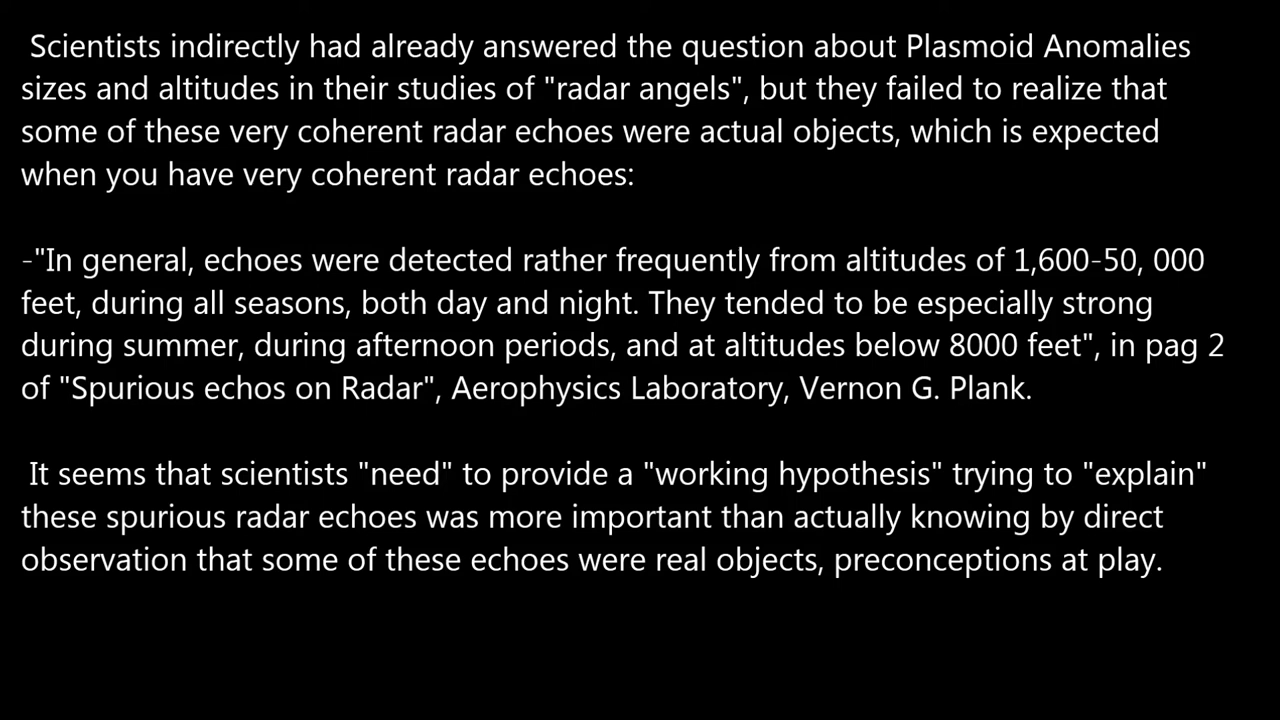 Scientists indirectly had already answered the question about Plasmoid Anomalies
sizes and altitudes in their studies of "radar angels", but they failed to realize that
some of these very coherent radar echoes were actual objects, which is expected
when you have very coherent radar echoes:
-"In general, echoes were detected rather frequently from altitudes of 1,600-50, 000
feet, during all seasons, both day and night. They tended to be especially strong
during summer, during afternoon periods, and at altitudes below 8000 feet", in pag 2
of "Spurious echos on Radar", Aerophysics Laboratory, Vernon G. Plank.
It seems that scientists "need" to provide a "working hypothesis" trying to "explain"
these spurious radar echoes was more important than actually knowing by direct
observation that some of these echoes were real objects, preconceptions at play.